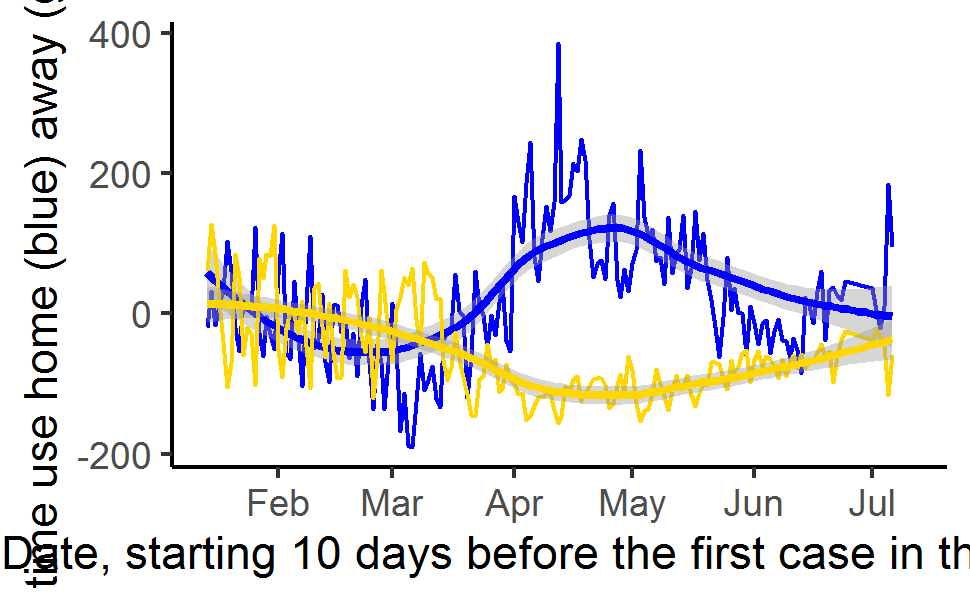 time use home (blue) away (
400
200
0
-200
Feb Mar Apr May Jun Jul
Date, starting 10 days before the first case in th